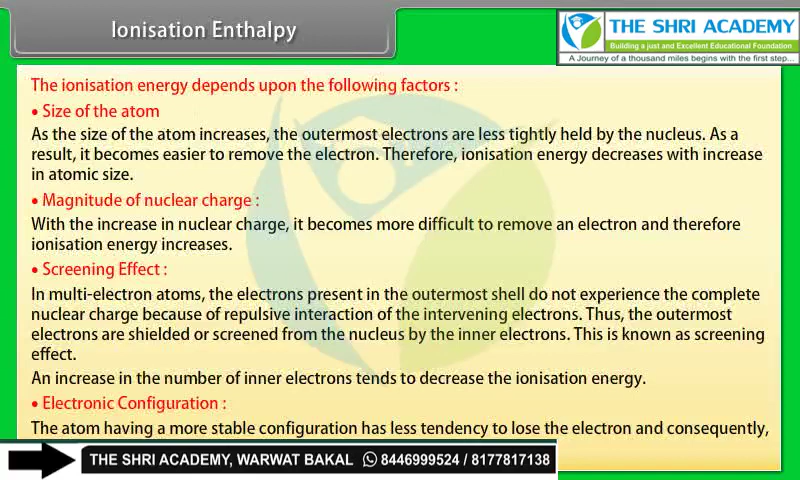 Ionisation Enthalpy
THE SHRI ACADEMY
Building a just and Excellent Educational Foundation
A Journey of a thousand miles begins with the first step...
The ionisation energy depends upon the following factors :
• Size of the atom
As the size of the atom increases, the outermost electrons are less tightly held by the nucleus. As a
result, it becomes easier to remove the electron. Therefore, ionisation energy decreases with increase
in atomic size.
• Magnitude of nuclear charge :
With the increase in nuclear charge, it becomes more difficult to remove an electron and therefore
ionisation energy increases.
• Screening Effect :
In multi-electron atoms, the electrons present in the outermost shell do not experience the complete
nuclear charge because of repulsive interaction of the intervening electrons. Thus, the outermost
electrons are shielded or screened from the nucleus by the inner electrons. This is known as screening
effect.
An increase in the number of inner electrons tends to decrease the ionisation energy.
• Electronic Configuration :
The atom having a more stable configuration has less tendency to lose the electron and consequently,
THE SHRI ACADEMY, WARWAT BAKAL 8446999524 / 8177817138